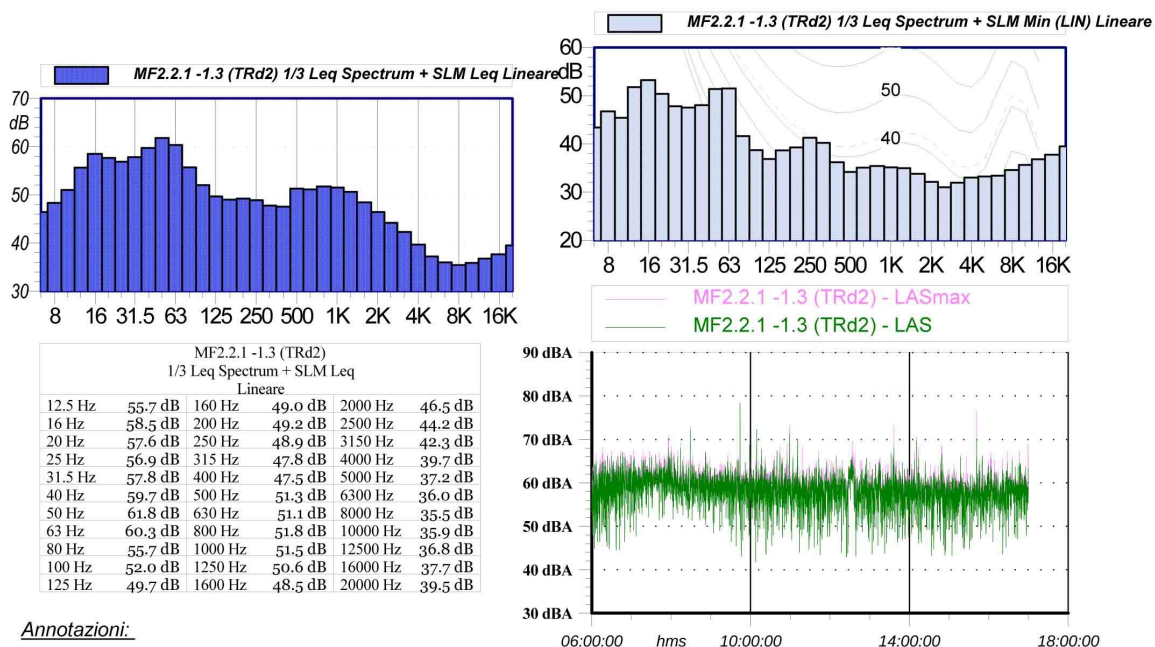 MF2.2.1 -1.3 (TRd2) 1/3 Leq Spectrum + SLM Leq Lineare
70
dB
60
50
40
30
8 16 31.5 63 125 250 500 1K 2K 4K 8K 16K
MF2.2.1 -1.3 (TRd2) 1/3 Leq Spectrum + SLM Min (LIN) Lineare
60
dB
50
50
40
40
30
20
8 16 31.5 63 125 250 500 1K 2K 4K 8K 16K
MF2.2.1 -1.3 (TRd2)
1/3 Leq Spectrum + SLM Leq
Lineare
12.5 Hz 55.7 dB 160 Hz 49.0 dB 2000 Hz 46.5 dB
16 Hz 58.5 dB 200 Hz 49.2 dB 2500 Hz 44.2 dB
20 Hz 57.6 dB 250 Hz 48.9 dB 3150 Hz 42.3 dB
25 Hz 56.9 dB 315 Hz 47.8 dB 4000 Hz 39.7 dB
31.5 Hz 57.8 dB 400 Hz 47.5 dB 5000 Hz 37.2 dB
40 Hz 59.7 dB 500 Hz 51.3 dB 6300 Hz 36.0 dB
50 Hz 61.8 dB 630 Hz 51.1 dB 8000 Hz 35.5 dB
63 Hz 60.3 dB 800 Hz 51.8 dB 10000 Hz 35.9 dB
80 Hz 55.7 dB 1000 Hz 51.5 dB 12500 Hz 36.8 dB
100 Hz 52.0 dB 1250 Hz 50.6 dB 16000 Hz 37.7 dB
125 Hz 49.7 dB 1600 Hz 48.5 dB 20000 Hz 39.5 dB
MF2.2.1 -1.3 (TRd2) - LASmax
MF2.2.1 -1.3 (TRd2) - LAS
90 dBA
80 dBA
70 dBA
60 dBA
50 dBA
40 dBA
30 dBA
06:00:00 hms 10:00:00 14:00:00 18:00:00
Annotazioni: